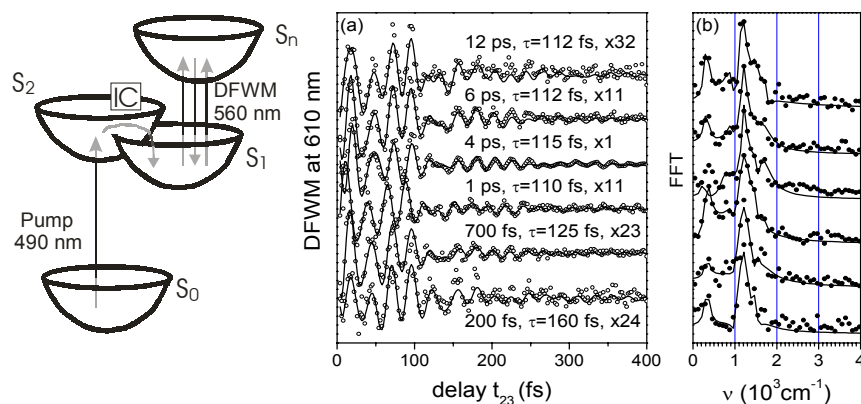 Sn
S2
IC
DFWM
560 nm
S1
Pump
490 nm
S0
(a)
12 ps, τ=112 fs, x32
6 ps, τ=112 fs, x11
4 ps, τ=115 fs, x1
1 ps, τ=110 fs, x11
700 fs, τ=125 fs, x23
200 fs, τ=160 fs, x24
DFWM at 610 nm
0 100 200 300 400
delay t23 (fs)
(b)
FFT
0 1 2 3 4
ν (10³cm⁻¹)